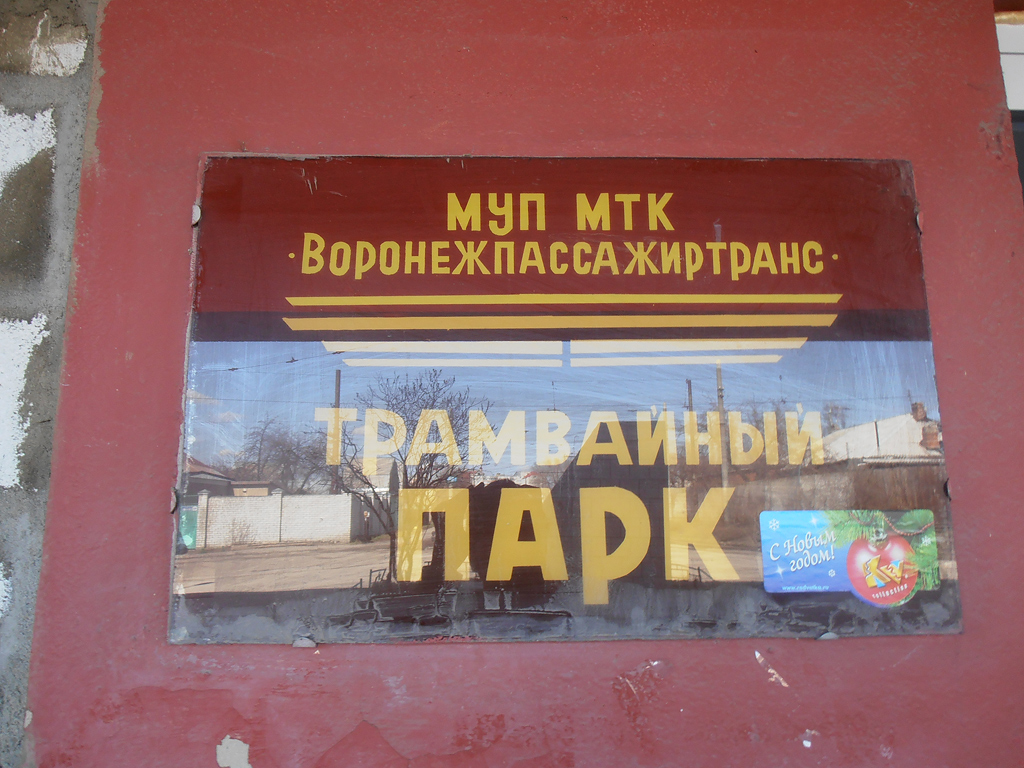 МУП МТК
·Воронежпассажиртранс·
ТРАМВАЙНЫЙ
ПАРК
С Новым
годом!